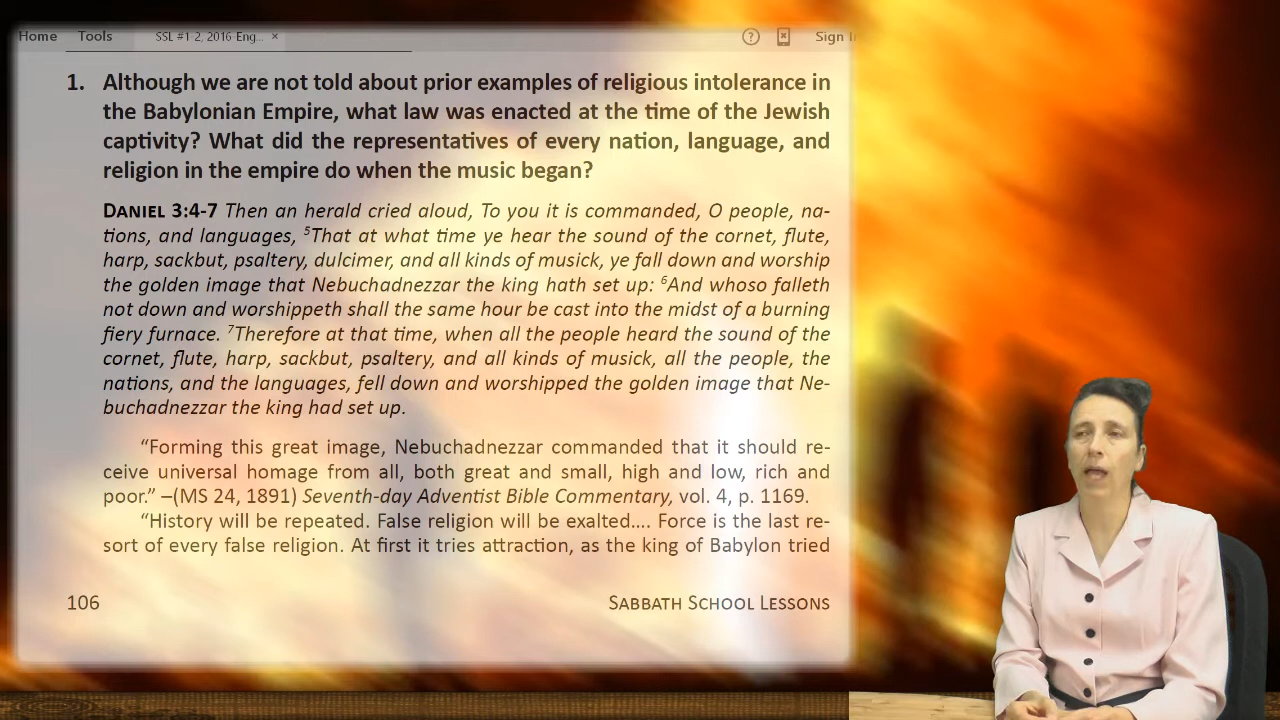 Home Tools SSL #1-2, 2016 Eng... × ? Sign I
1. Although we are not told about prior examples of religious intolerance in
the Babylonian Empire, what law was enacted at the time of the Jewish
captivity? What did the representatives of every nation, language, and
religion in the empire do when the music began?
DANIEL 3:4-7 Then an herald cried aloud, To you it is commanded, O people, na-
tions, and languages, ⁵That at what time ye hear the sound of the cornet, flute,
harp, sackbut, psaltery, dulcimer, and all kinds of musick, ye fall down and worship
the golden image that Nebuchadnezzar the king hath set up: ⁶And whoso falleth
not down and worshippeth shall the same hour be cast into the midst of a burning
fiery furnace. ⁷Therefore at that time, when all the people heard the sound of the
cornet, flute, harp, sackbut, psaltery, and all kinds of musick, all the people, the
nations, and the languages, fell down and worshipped the golden image that Ne-
buchadnezzar the king had set up.
“Forming this great image, Nebuchadnezzar commanded that it should re-
ceive universal homage from all, both great and small, high and low, rich and
poor.” –(MS 24, 1891) Seventh-day Adventist Bible Commentary, vol. 4, p. 1169.
“History will be repeated. False religion will be exalted.... Force is the last re-
sort of every false religion. At first it tries attraction, as the king of Babylon tried
106 SABBATH SCHOOL LESSONS